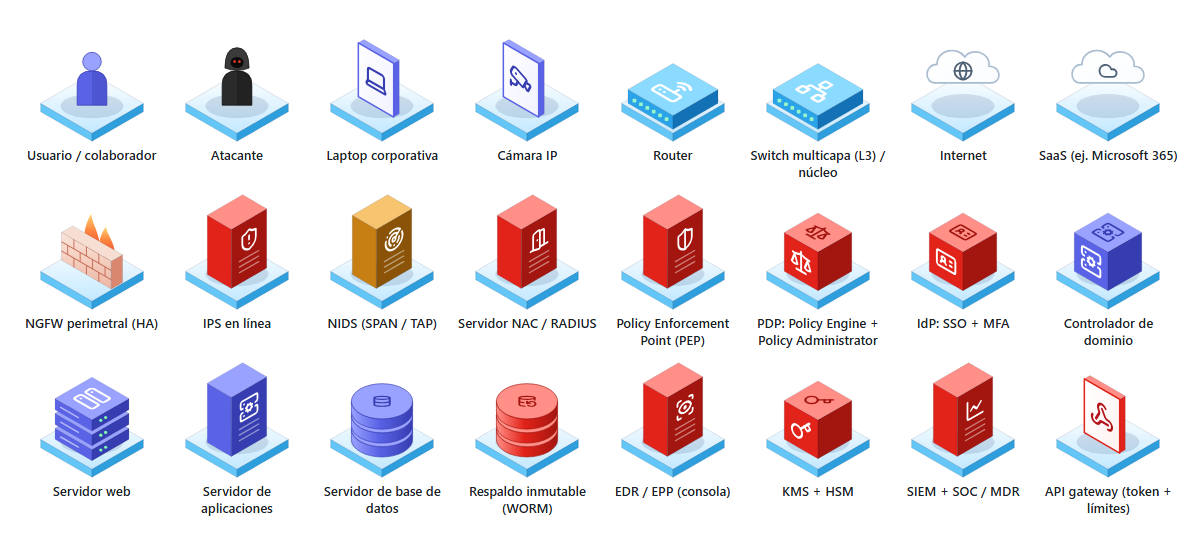 Usuario / colaborador
Atacante
Laptop corporativa
Cámara IP
Router
Switch multicapa (L3) /
núcleo
Internet
SaaS (ej. Microsoft 365)
NGFW perimetral (HA)
IPS en línea
NIDS (SPAN / TAP)
Servidor NAC / RADIUS
Policy Enforcement
Point (PEP)
PDP: Policy Engine +
Policy Administrator
IdP: SSO + MFA
Controlador de
dominio
Servidor web
Servidor de
aplicaciones
Servidor de base de
datos
Respaldo inmutable
(WORM)
EDR / EPP (consola)
KMS + HSM
SIEM + SOC / MDR
API gateway (token +
límites)